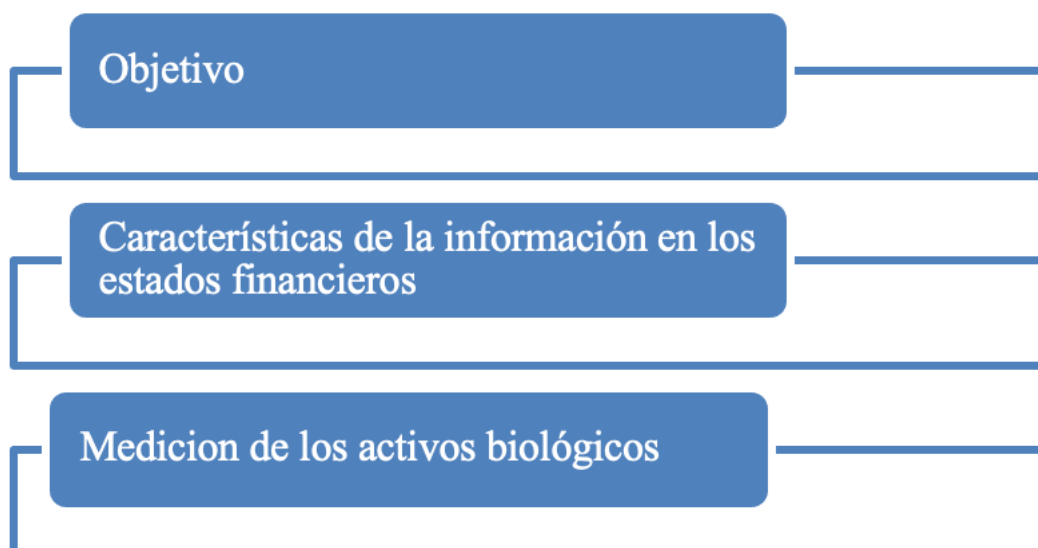 Objetivo
Características de la información en los
estados financieros
Medicion de los activos biológicos